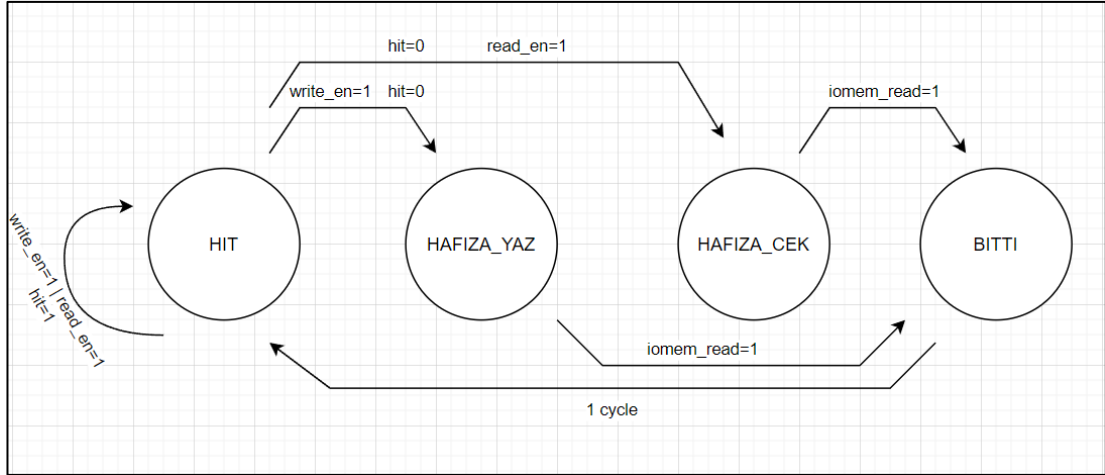 hit=0 read_en=1
write_en=1 hit=0
iomem_read=1
write_en=1 | read_en=1
hit=1
HIT
HAFIZA_YAZ
HAFIZA_CEK
BITTI
iomem_read=1
1 cycle